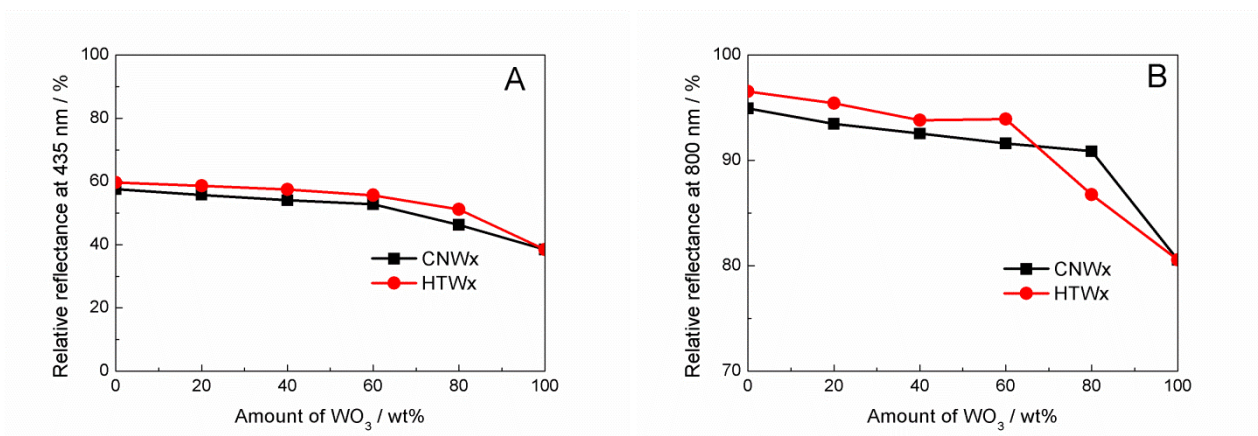 A
Relative reflectance at 435 nm / %
100
80
60
40
20
0
CNWx
HTWx
0 20 40 60 80 100
Amount of WO₃ / wt%
B
Relative reflectance at 800 nm / %
100
90
80
70
CNWx
HTWx
0 20 40 60 80 100
Amount of WO₃ / wt%